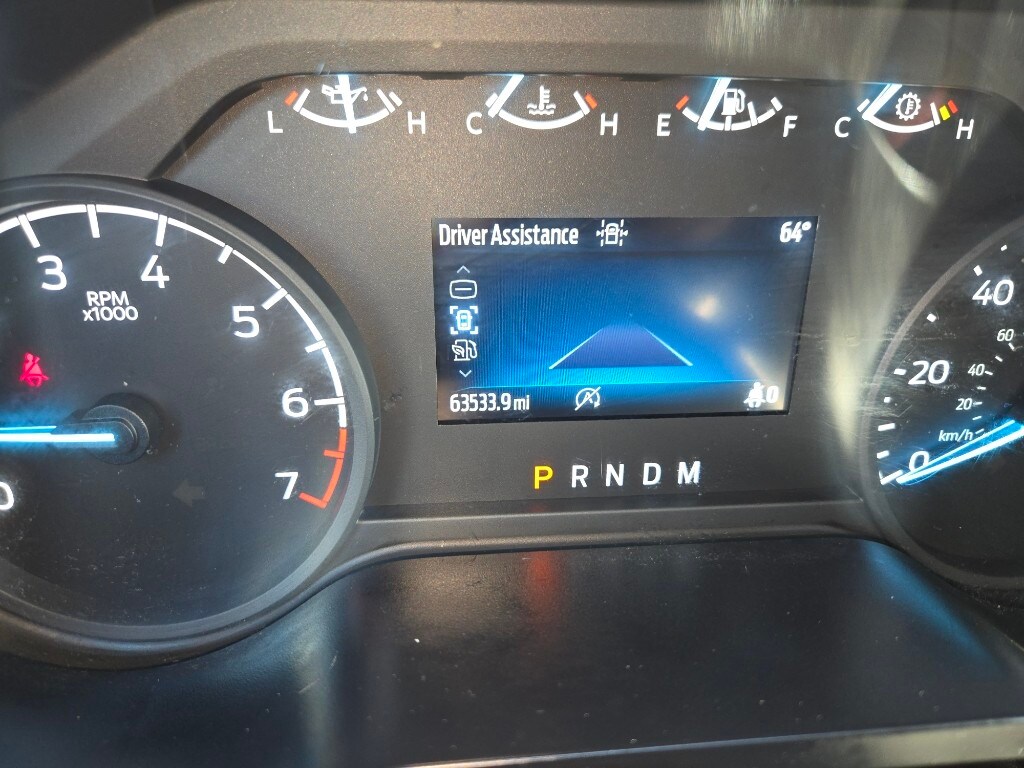 L H C H E F C H
Driver Assistance 64°
3 4 5 6 7 0
RPM
x1000
63533.9 mi
P R N D M
40 20 0
60 40 20
km/h